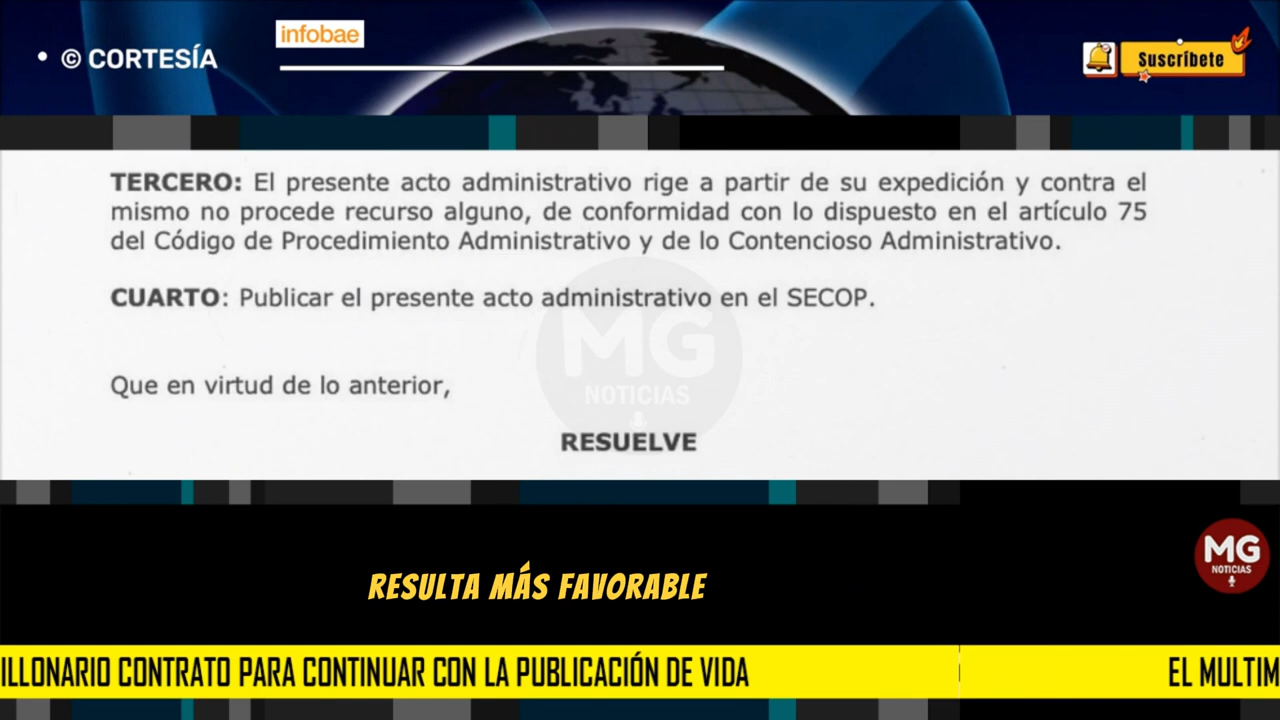 • © CORTESÍA
infobae
Suscríbete
TERCERO: El presente acto administrativo rige a partir de su expedición y contra el
mismo no procede recurso alguno, de conformidad con lo dispuesto en el artículo 75
del Código de Procedimiento Administrativo y de lo Contencioso Administrativo.
CUARTO: Publicar el presente acto administrativo en el SECOP.
MG
NOTICIAS
Que en virtud de lo anterior,
RESUELVE
MG
NOTICIAS
RESULTA MÁS FAVORABLE
ILLONARIO CONTRATO PARA CONTINUAR CON LA PUBLICACIÓN DE VIDA
EL MULTIM